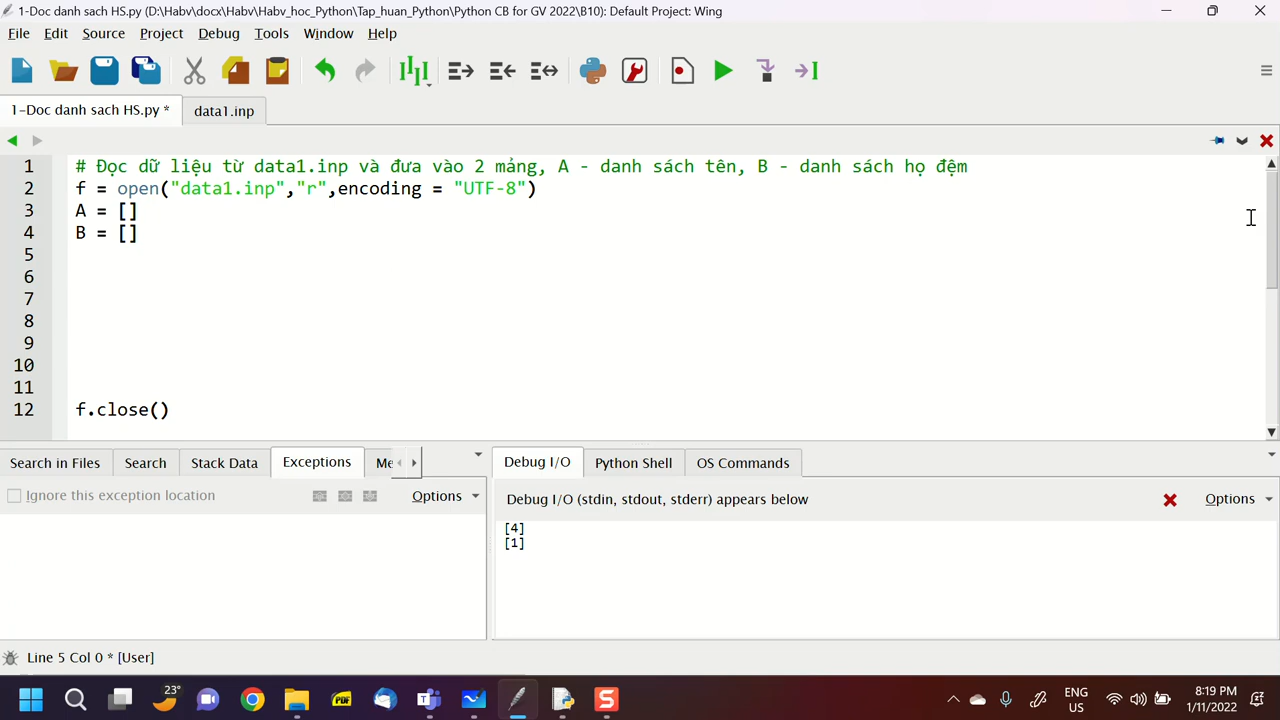 1-Doc danh sach HS.py (D:\Habv\docx\Habv\Habv_hoc_Python\Tap_huan_Python\Python CB for GV 2022\B10): Default Project: Wing
File Edit Source Project Debug Tools Window Help
1-Doc danh sach HS.py * data1.inp
1 # Đọc dữ liệu từ data1.inp và đưa vào 2 mảng, A - danh sách tên, B - danh sách họ đệm
2 f = open("data1.inp","r",encoding = "UTF-8")
3 A = []
4 B = []
5
6
7
8
9
10
11
12 f.close()
Search in Files Search Stack Data Exceptions Me Debug I/O Python Shell OS Commands
Ignore this exception location Options Debug I/O (stdin, stdout, stderr) appears below Options
[4]
[1]
Line 5 Col 0 * [User]
23° PDF T S ENG US 8:19 PM 1/11/2022